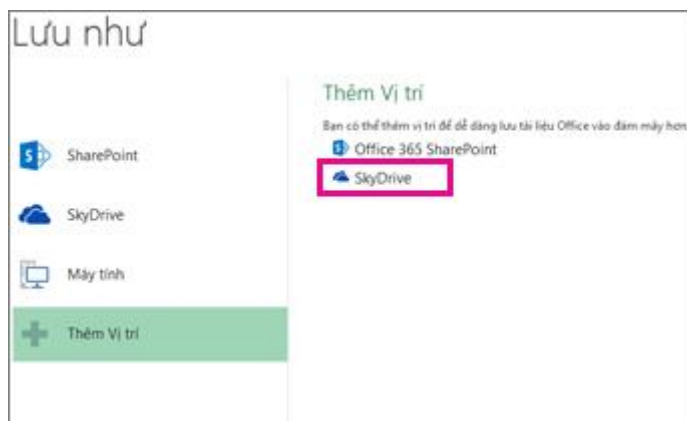 Lưu như
SharePoint
SkyDrive
Máy tính
Thêm Vị trí
Thêm Vị trí
Bạn có thể thêm vị trí để dễ dàng lưu tài liệu Office vào đám mây hơn
Office 365 SharePoint
SkyDrive